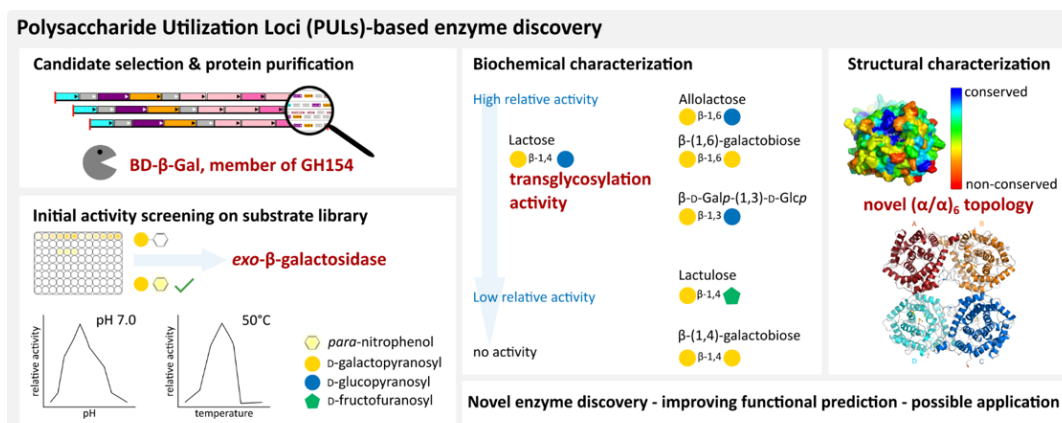 Polysaccharide Utilization Loci (PULs)-based enzyme discovery
Candidate selection & protein purification
BD-β-Gal, member of GH154
Initial activity screening on substrate library
exo-β-galactosidase
relative activity
pH 7.0
pH
relative activity
50°C
temperature
para-nitrophenol
D-galactopyranosyl
D-glucopyranosyl
D-fructofuranosyl
Biochemical characterization
High relative activity
Lactose
β-1,4
transglycosylation
activity
Low relative activity
no activity
Allolactose
β-1,6
β-(1,6)-galactobiose
β-1,6
β-D-Galp-(1,3)-D-Glcp
β-1,3
Lactulose
β-1,4
β-(1,4)-galactobiose
β-1,4
Structural characterization
conserved
non-conserved
novel (α/α)6 topology
A
B
D
C
Novel enzyme discovery - improving functional prediction - possible application